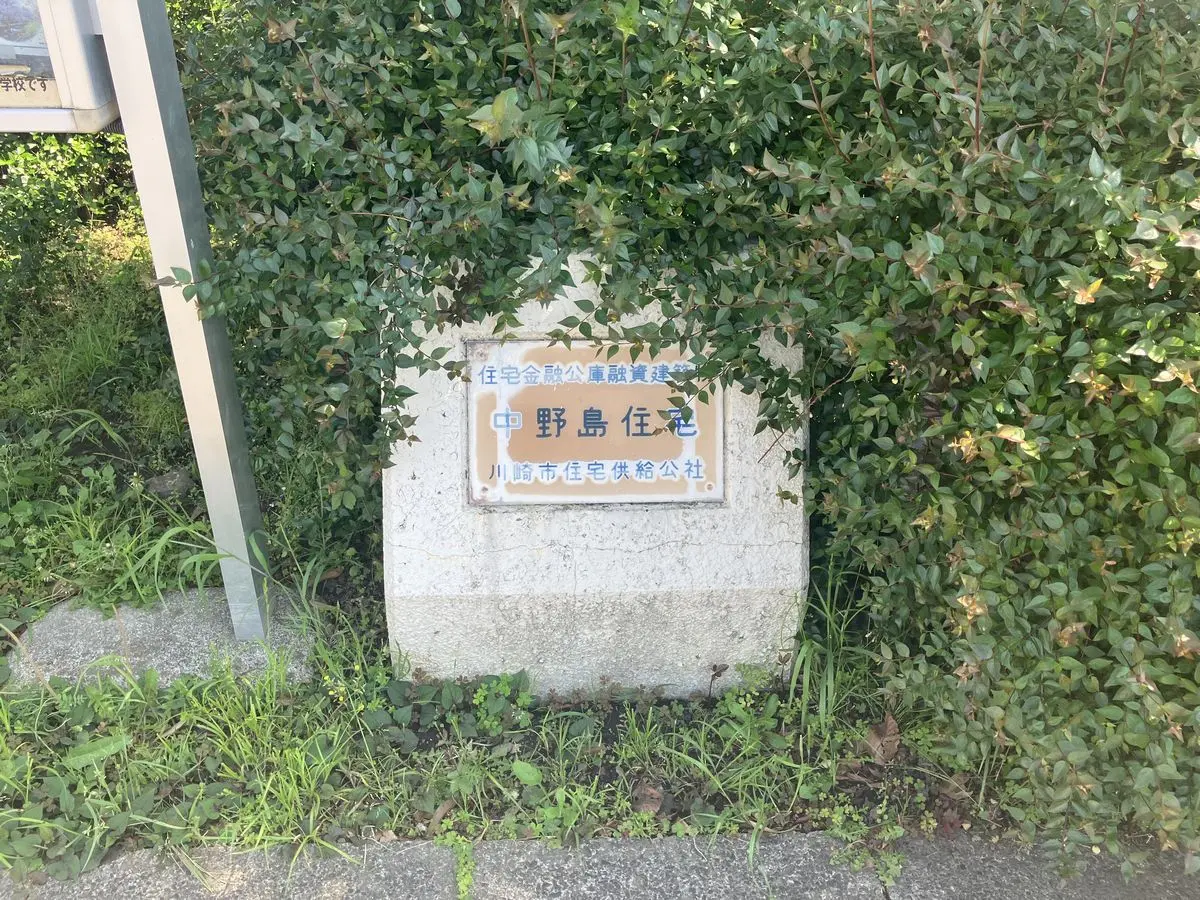 学校です
住宅金融公庫融資建築
中野島住宅
川崎市住宅供給公社